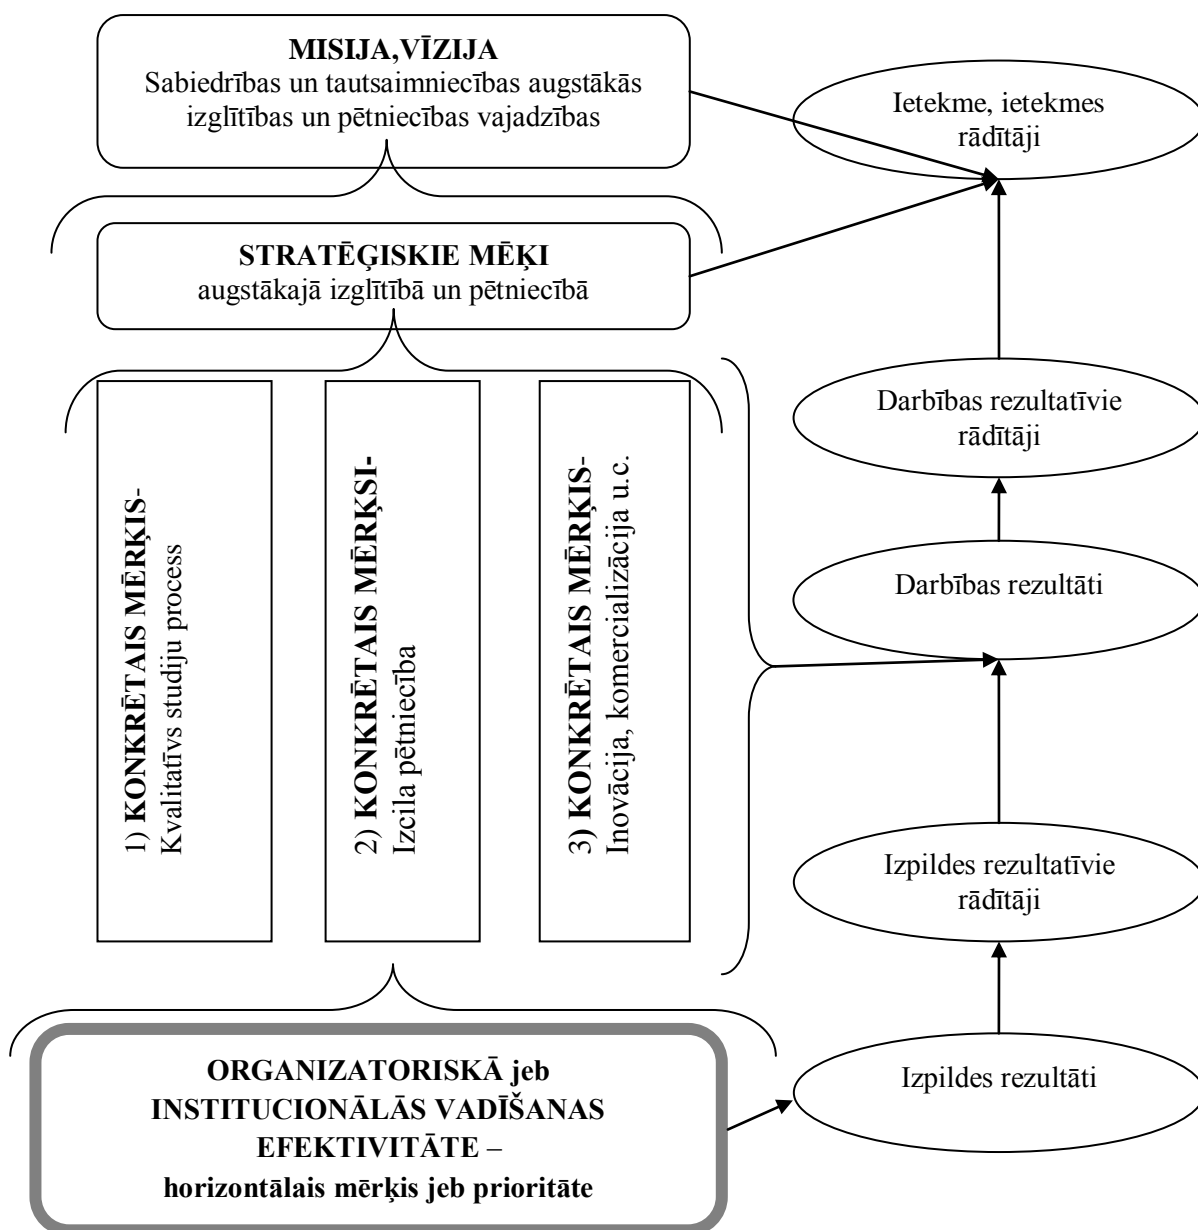 MISIJA,VĪZIJA
Sabiedrības un tautsaimniecības augstākās
izglītības un pētniecības vajadzības
Ietekme, ietekmes
rādītāji
STRATĒĢISKIE MĒĶI
augstākajā izglītībā un pētniecībā
1) KONKRĒTAIS MĒRĶIS-
Kvalitatīvs studiju process
2) KONKRĒTAIS MĒRĶSI-
Izcila pētniecība
3) KONKRĒTAIS MĒRĶIS-
Inovācija, komercializācija u.c.
Darbības rezultatīvie
rādītāji
Darbības rezultāti
Izpildes rezultatīvie
rādītāji
Izpildes rezultāti
ORGANIZATORISKĀ jeb
INSTITUCIONĀLĀS VADĪŠANAS
EFEKTIVITĀTE –
horizontālais mērķis jeb prioritāte